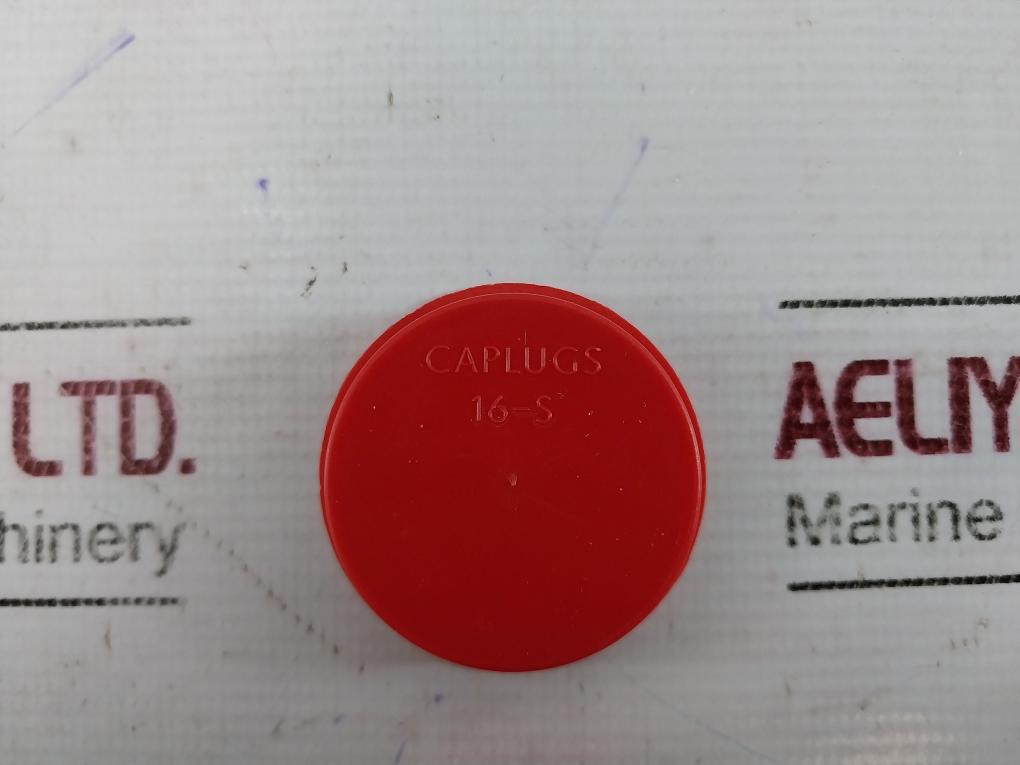 CAPLUGS
16-S
LTD.
hinery
AELIY
Marine